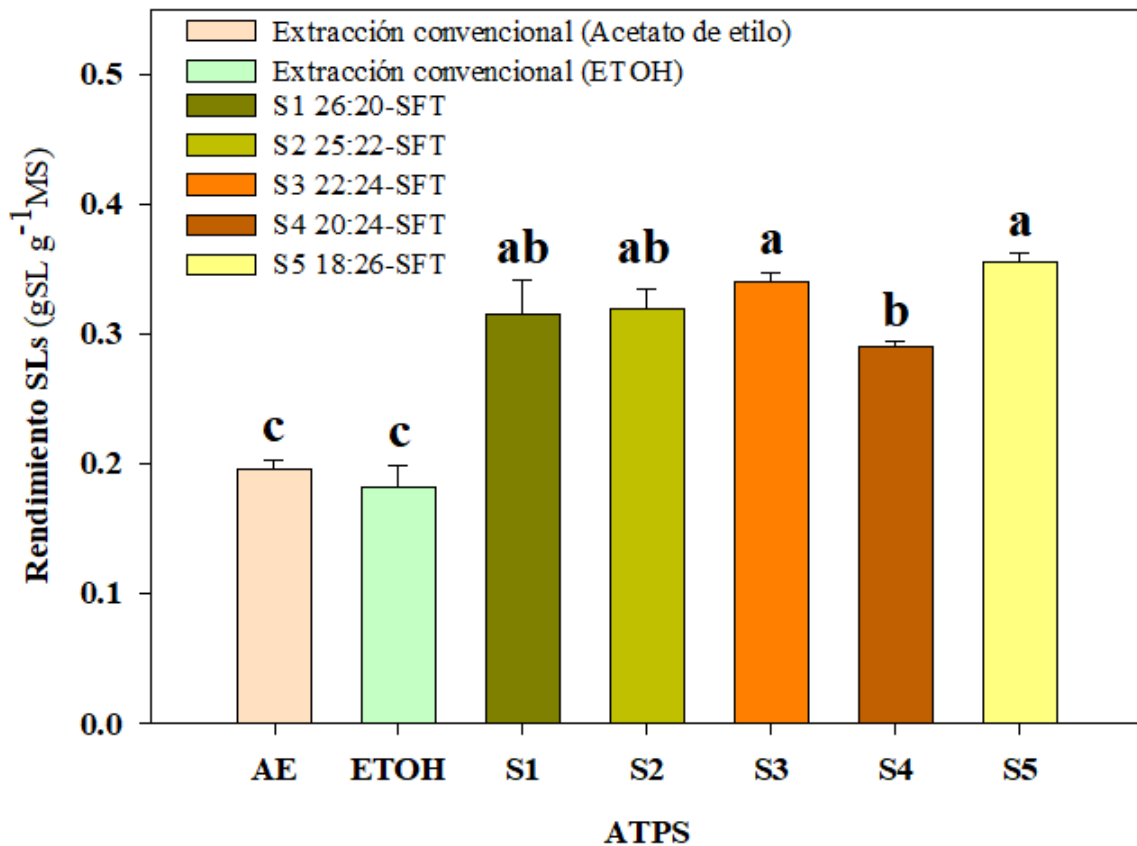 Extracción convencional (Acetato de etilo)
Extracción convencional (ETOH)
S1 26:20-SFT
S2 25:22-SFT
S3 22:24-SFT
S4 20:24-SFT
S5 18:26-SFT
Rendimiento SLs (gSL g⁻¹MS)
0.5
0.4
0.3
0.2
0.1
0.0
c
c
ab
ab
a
b
a
AE
ETOH
S1
S2
S3
S4
S5
ATPS